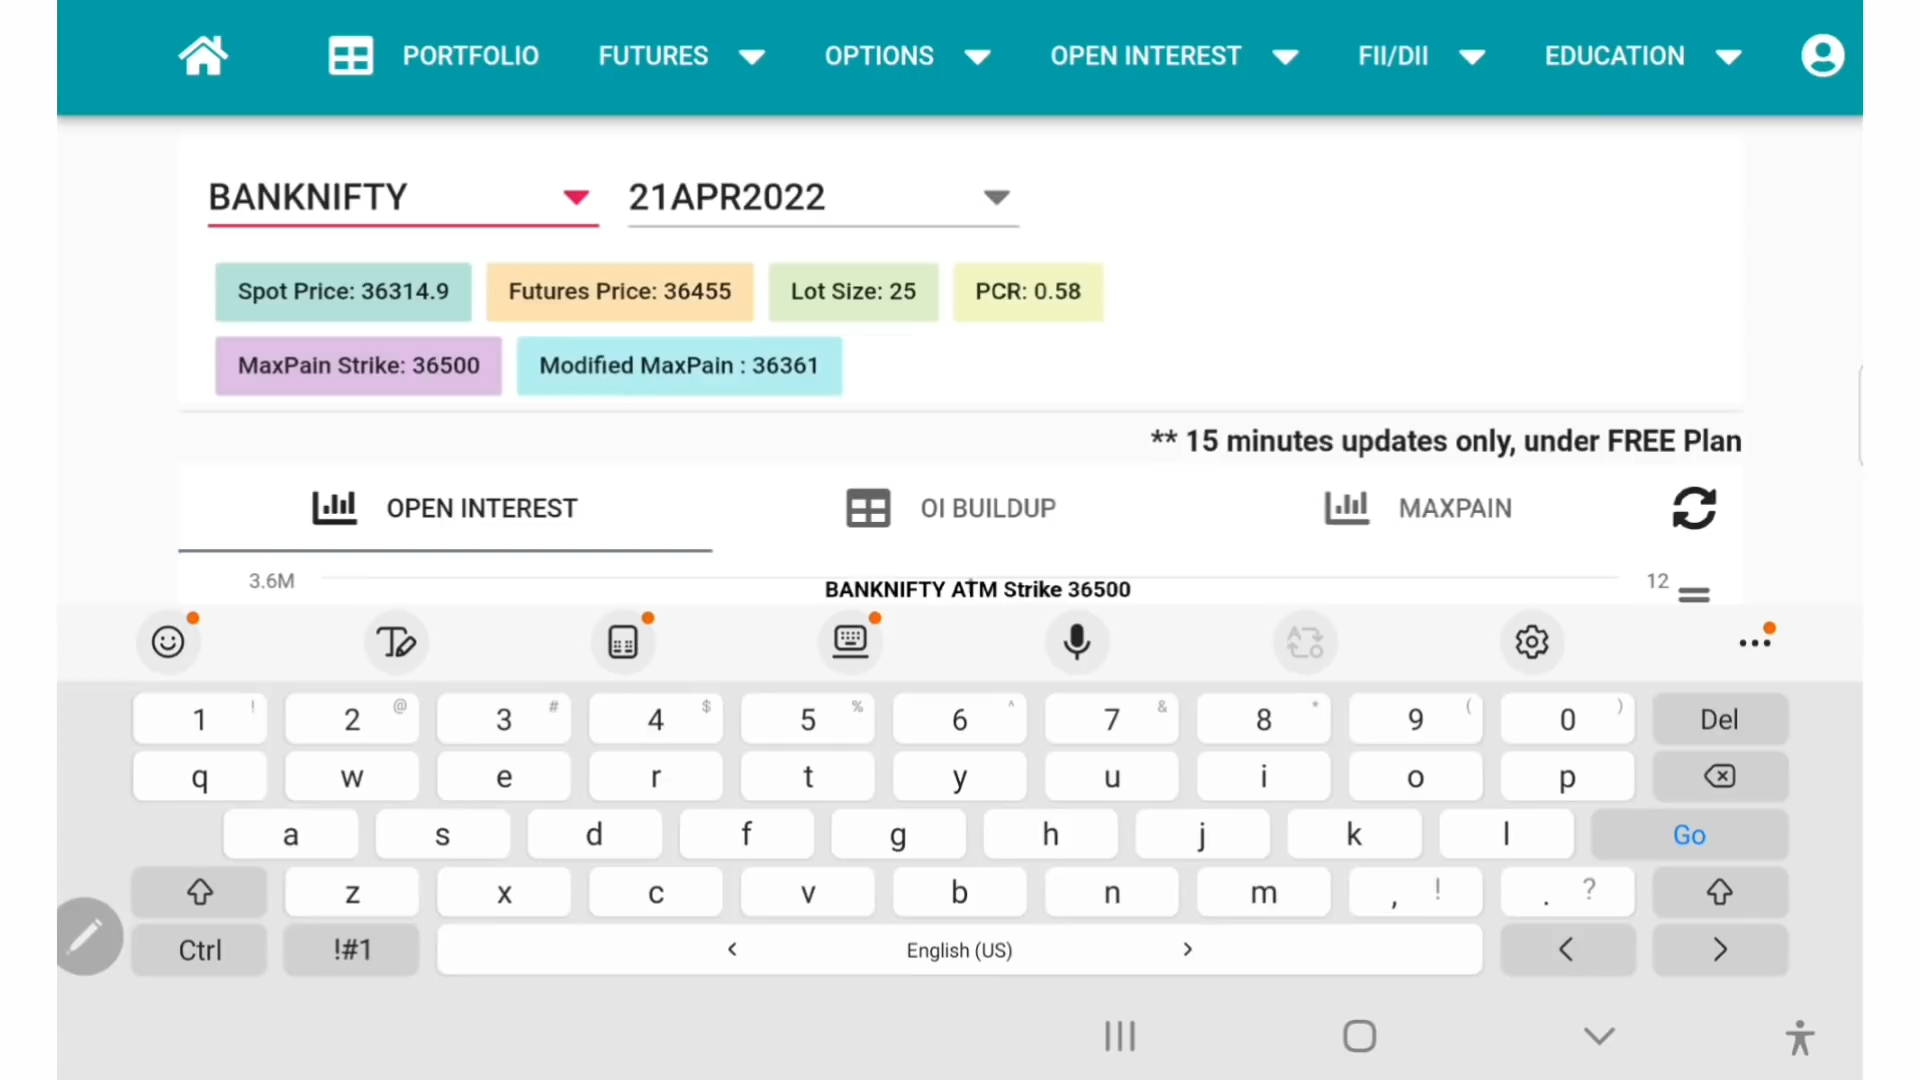 PORTFOLIO FUTURES OPTIONS OPEN INTEREST FII/DII EDUCATION
BANKNIFTY 21APR2022
Spot Price: 36314.9 Futures Price: 36455 Lot Size: 25 PCR: 0.58
MaxPain Strike: 36500 Modified MaxPain : 36361
** 15 minutes updates only, under FREE Plan
OPEN INTEREST OI BUILDUP MAXPAIN
3.6M BANKNIFTY ATM Strike 36500 12
1 ! 2 @ 3 # 4 $ 5 % 6 ^ 7 & 8 * 9 ( 0 ) Del
q w e r t y u i o p
a s d f g h j k l Go
z x c v b n m , ! . ?
Ctrl !#1 < English (US) > < >